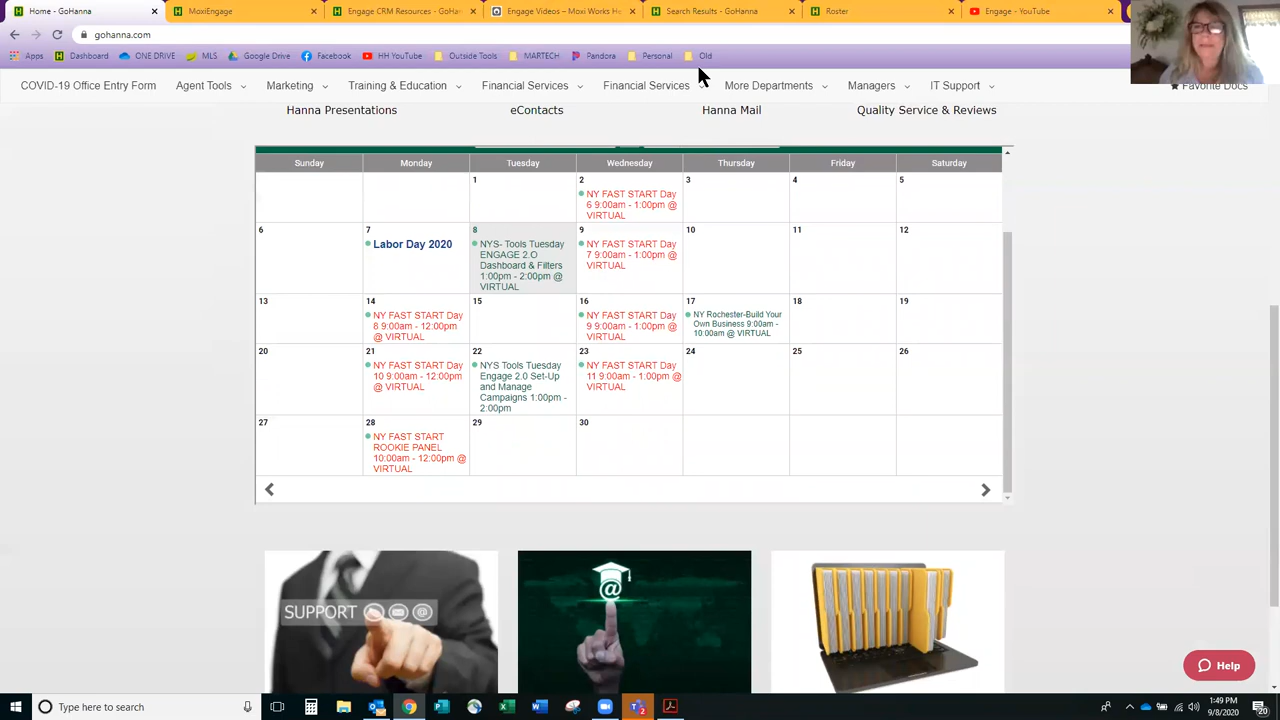 Home - GoHanna
MoxiEngage
Engage CRM Resources - GoHan
Engage Videos – Moxi Works He
Search Results - GoHanna
Roster
Engage - YouTube
gohanna.com
Apps
Dashboard
ONE DRIVE
MLS
Google Drive
Facebook
HH YouTube
Outside Tools
MARTECH
Pandora
Personal
Old
COVID-19 Office Entry Form
Agent Tools
Marketing
Training & Education
Financial Services
Financial Services
More Departments
Managers
IT Support
Favorite Docs
Hanna Presentations
eContacts
Hanna Mail
Quality Service & Reviews
Sunday
Monday
Tuesday
Wednesday
Thursday
Friday
Saturday
1
2
NY FAST START Day
6 9:00am - 1:00pm @
VIRTUAL
3
4
5
6
7
Labor Day 2020
8
NYS- Tools Tuesday
ENGAGE 2.O
Dashboard & Filters
1:00pm - 2:00pm @
VIRTUAL
9
NY FAST START Day
7 9:00am - 1:00pm @
VIRTUAL
10
11
12
13
14
NY FAST START Day
8 9:00am - 12:00pm
@ VIRTUAL
15
16
NY FAST START Day
9 9:00am - 1:00pm @
VIRTUAL
17
NY Rochester-Build Your
Own Business 9:00am -
10:00am @ VIRTUAL
18
19
20
21
NY FAST START Day
10 9:00am - 12:00pm
@ VIRTUAL
22
NYS Tools Tuesday
Engage 2.0 Set-Up
and Manage
Campaigns 1:00pm -
2:00pm
23
NY FAST START Day
11 9:00am - 1:00pm @
VIRTUAL
24
25
26
27
28
NY FAST START
ROOKIE PANEL
10:00am - 12:00pm @
VIRTUAL
29
30
SUPPORT
@
Help
Type here to search
1:49 PM
9/8/2020
20